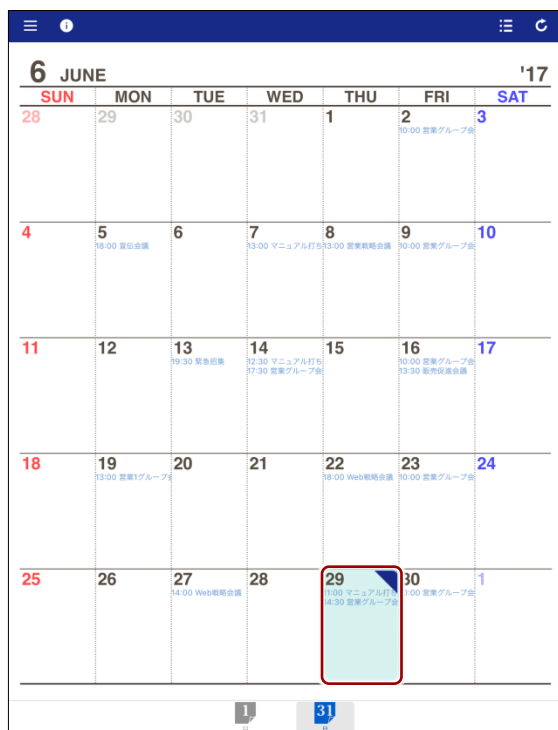 6 JUNE '17
SUN MON TUE WED THU FRI SAT
28 29 30 31 1 2 3
10:00 営業グループ会
4 5 6 7 8 9 10
18:00 宣伝会議 13:00 マニュアル打ち 13:00 営業戦略会議 10:00 営業グループ会
11 12 13 14 15 16 17
19:30 緊急招集 12:30 マニュアル打ち 10:00 営業グループ会
17:30 営業グループ会 13:30 販売促進会議
18 19 20 21 22 23 24
13:00 営業1グループ会 18:00 Web戦略会議 10:00 営業グループ会
25 26 27 28 29 30 1
14:00 Web戦略会議 11:00 マニュアル打ち :00 営業グループ会
14:30 営業グループ会
1 31
日 月